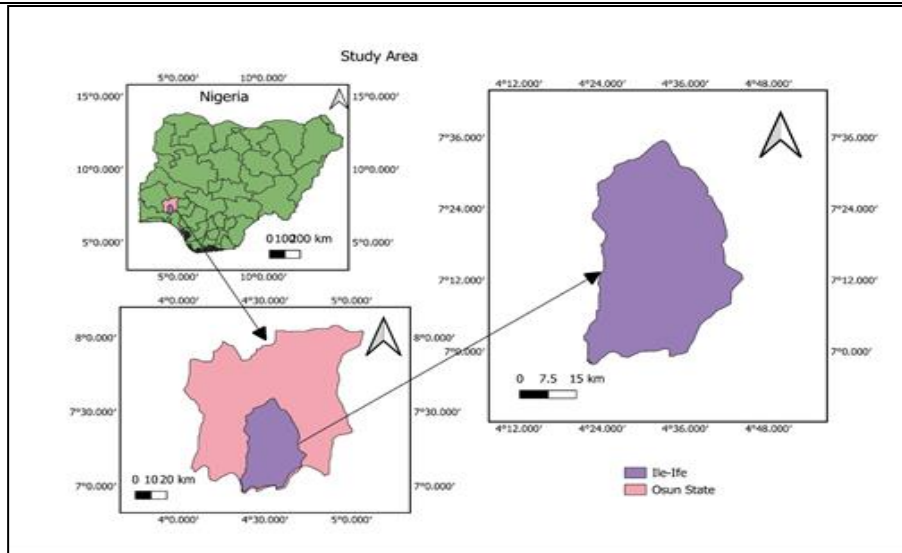 Study Area
5°0.000' 10°0.000'
Nigeria
15°0.000' 15°0.000'
10°0.000' 10°0.000'
5°0.000' 5°0.000'
0100200 km
5°0.000' 10°0.000'
4°0.000' 4°30.000' 5°0.000'
8°0.000' 8°0.000'
7°30.000' 7°30.000'
7°0.000' 7°0.000'
0 10 20 km
4°0.000' 4°30.000' 5°0.000'
4°12.000' 4°24.000' 4°36.000' 4°48.000'
7°36.000' 7°36.000'
7°24.000' 7°24.000'
7°12.000' 7°12.000'
7°0.000' 7°0.000'
0 7.5 15 km
4°12.000' 4°24.000' 4°36.000' 4°48.000'
Ile-Ife
Osun State